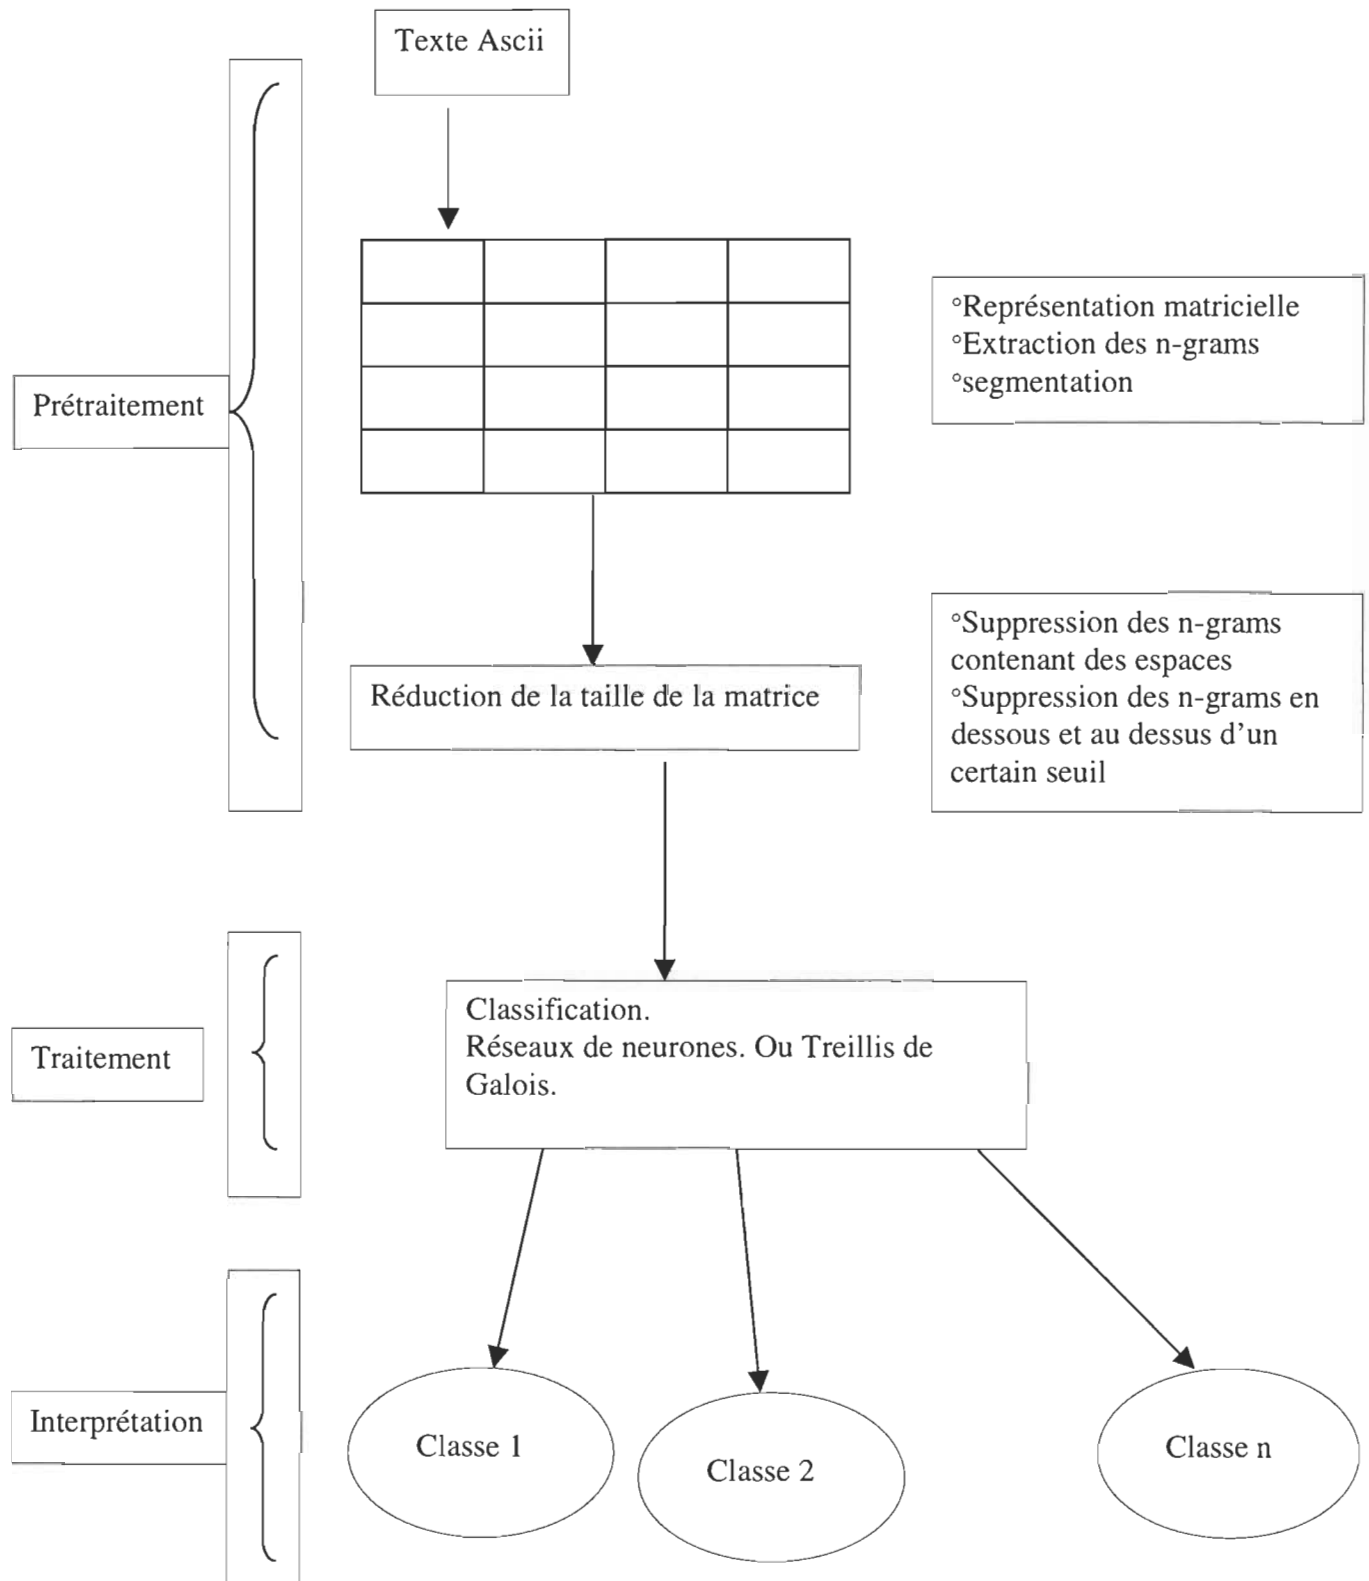 Texte Ascii
°Représentation matricielle
°Extraction des n-grams
°segmentation
Prétraitement
°Suppression des n-grams
contenant des espaces
°Suppression des n-grams en
dessous et au dessus d'un
certain seuil
Réduction de la taille de la matrice
Classification.
Réseaux de neurones. Ou Treillis de
Galois.
Traitement
Interprétation
Classe 1
Classe 2
Classe n